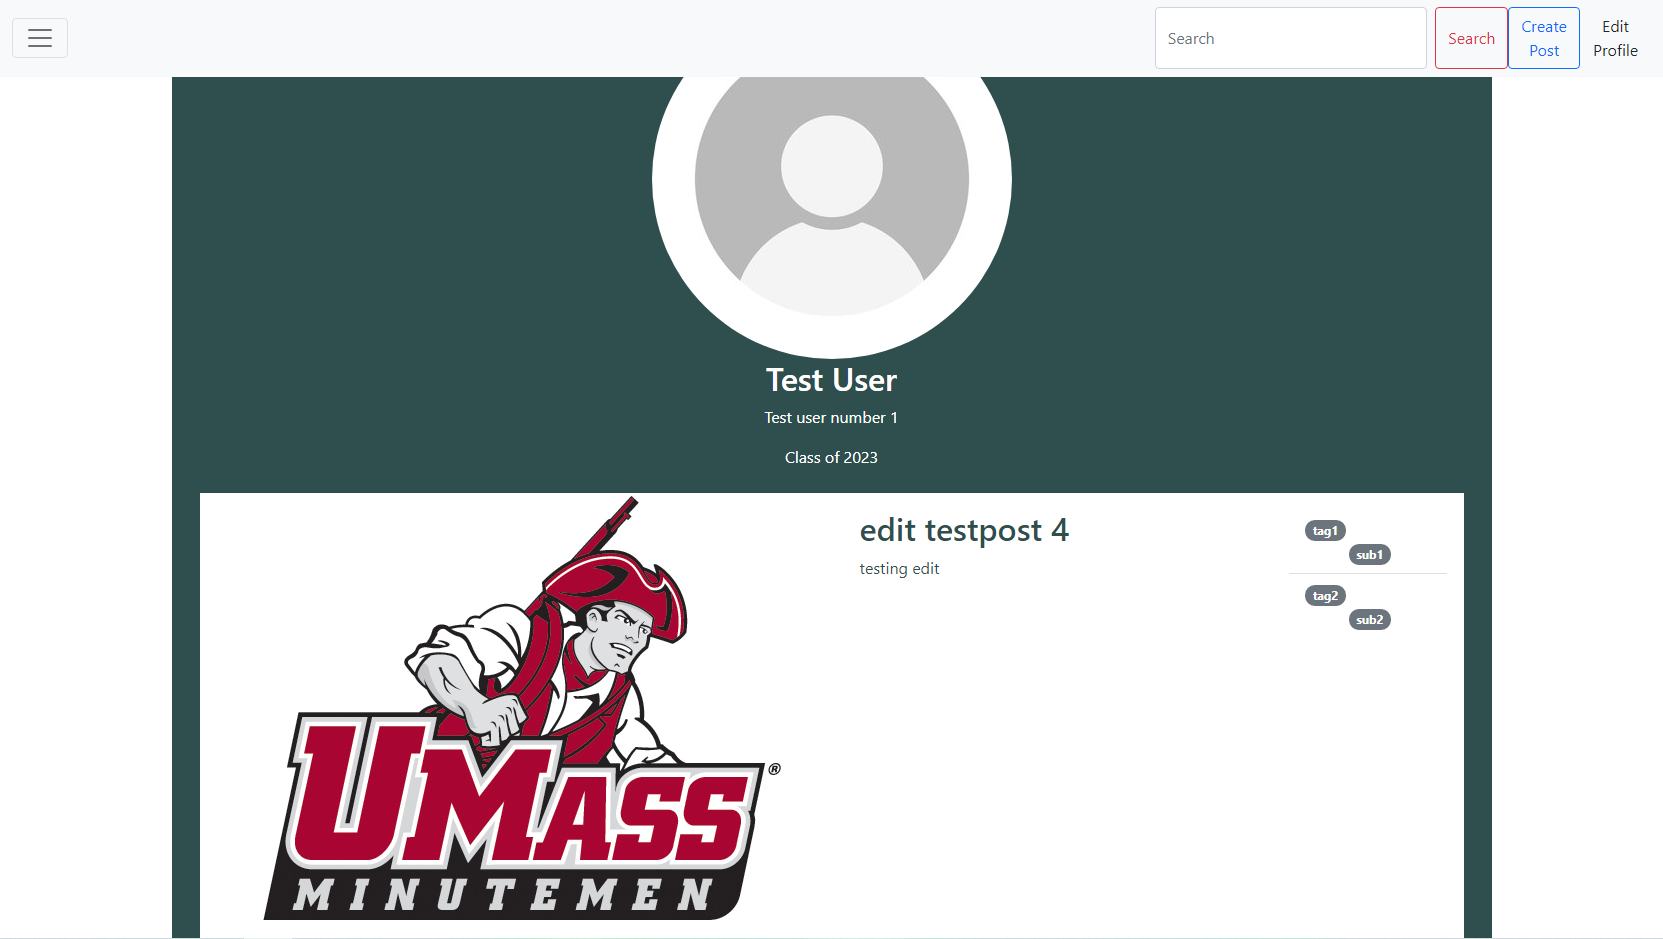 Search
Search
Create
Post
Edit
Profile
Test User
Test user number 1
Class of 2023
edit testpost 4
testing edit
tag1
sub1
tag2
sub2
UMASS
®
MINUTEMEN